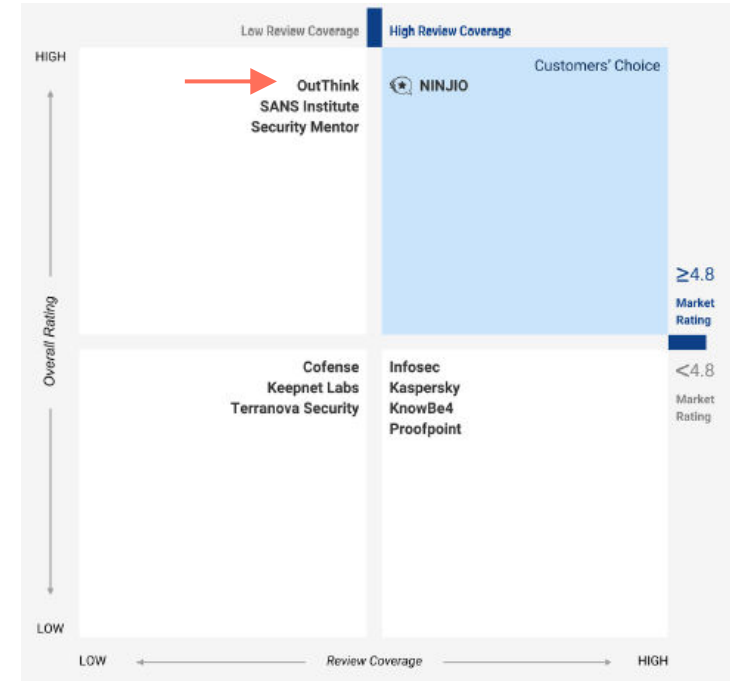 Low Review Coverage
High Review Coverage
HIGH
Customers' Choice
OutThink
SANS Institute
Security Mentor
NINJIO
≥4.8
Market
Rating
Overall Rating
<4.8
Market
Rating
Cofense
Keepnet Labs
Terranova Security
Infosec
Kaspersky
KnowBe4
Proofpoint
LOW
LOW
Review Coverage
HIGH